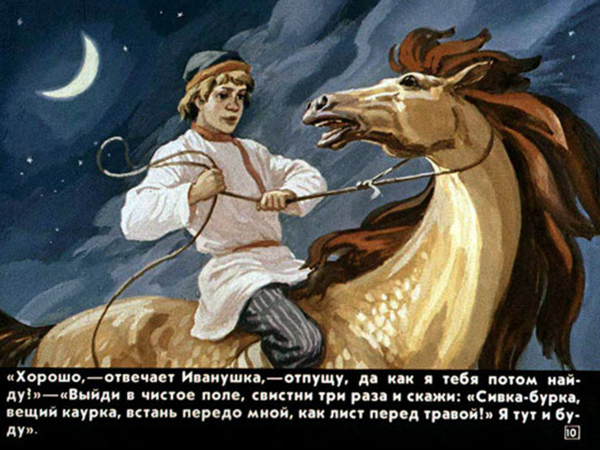 «Хорошо,—отвечает Иванушка,—отпущу, да как я тебя потом най-
ду?»—«Выйди в чистое поле, свистни три раза и скажи: «Сивка-бурка,
вещий каурка, встань передо мной, как лист перед травой!» Я тут и бу-
ду».
10